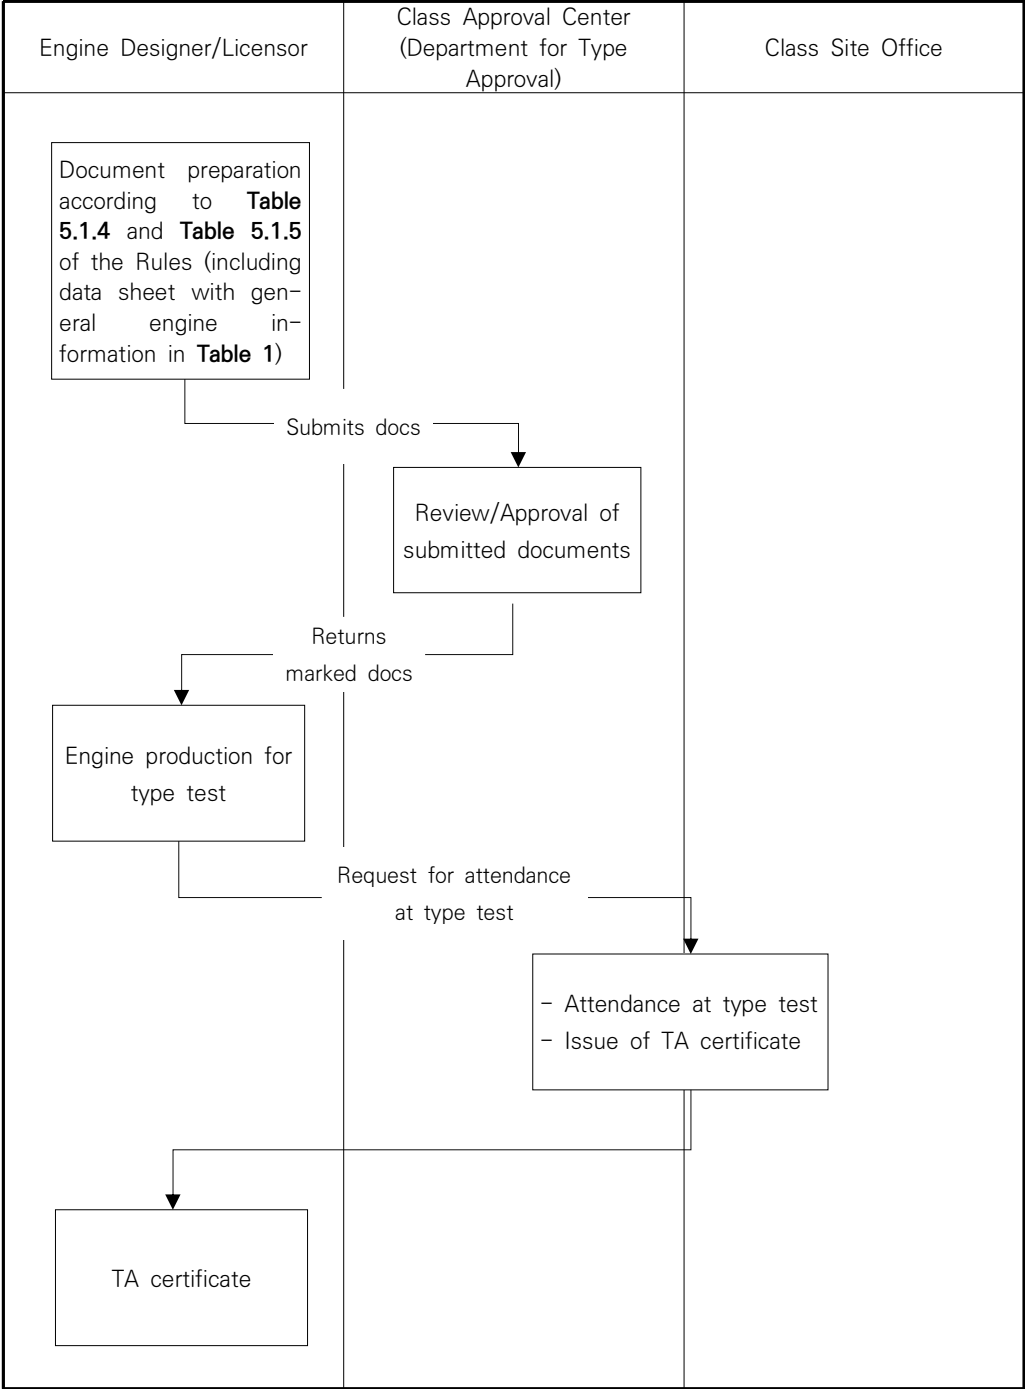 Engine Designer/Licensor
Class Approval Center
(Department for Type
Approval)
Class Site Office
Document preparation
according to Table
5.1.4 and Table 5.1.5
of the Rules (including
data sheet with gen-
eral engine in-
formation in Table 1)
Submits docs
Review/Approval of
submitted documents
Returns
marked docs
Engine production for
type test
Request for attendance
at type test
- Attendance at type test
- Issue of TA certificate
TA certificate